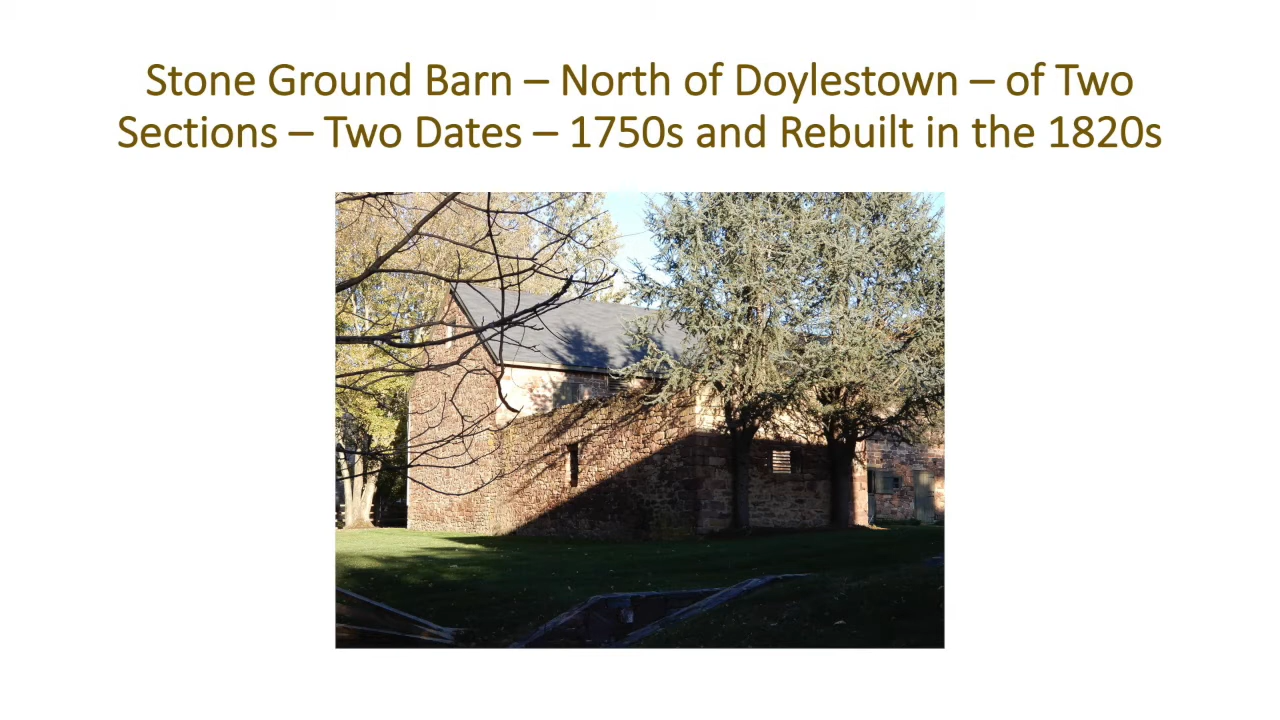 Stone Ground Barn – North of Doylestown – of Two
Sections – Two Dates – 1750s and Rebuilt in the 1820s